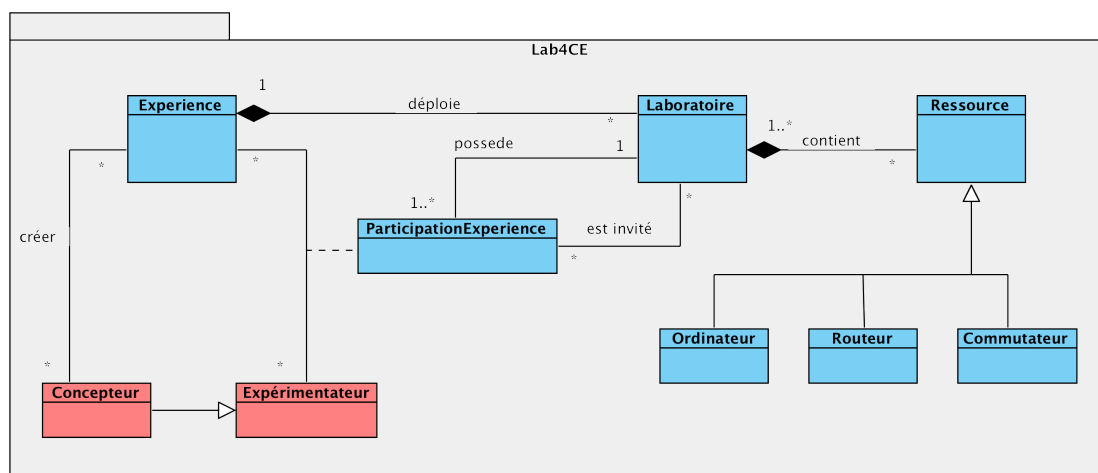 Lab4CE
Experience
1
déploie
*
Laboratoire
1..*
contient
*
Ressource
*
*
possede
1
1..*
*
créer
ParticipationExperience
est invité
*
Ordinateur
Routeur
Commutateur
*
*
Concepteur
Expérimentateur